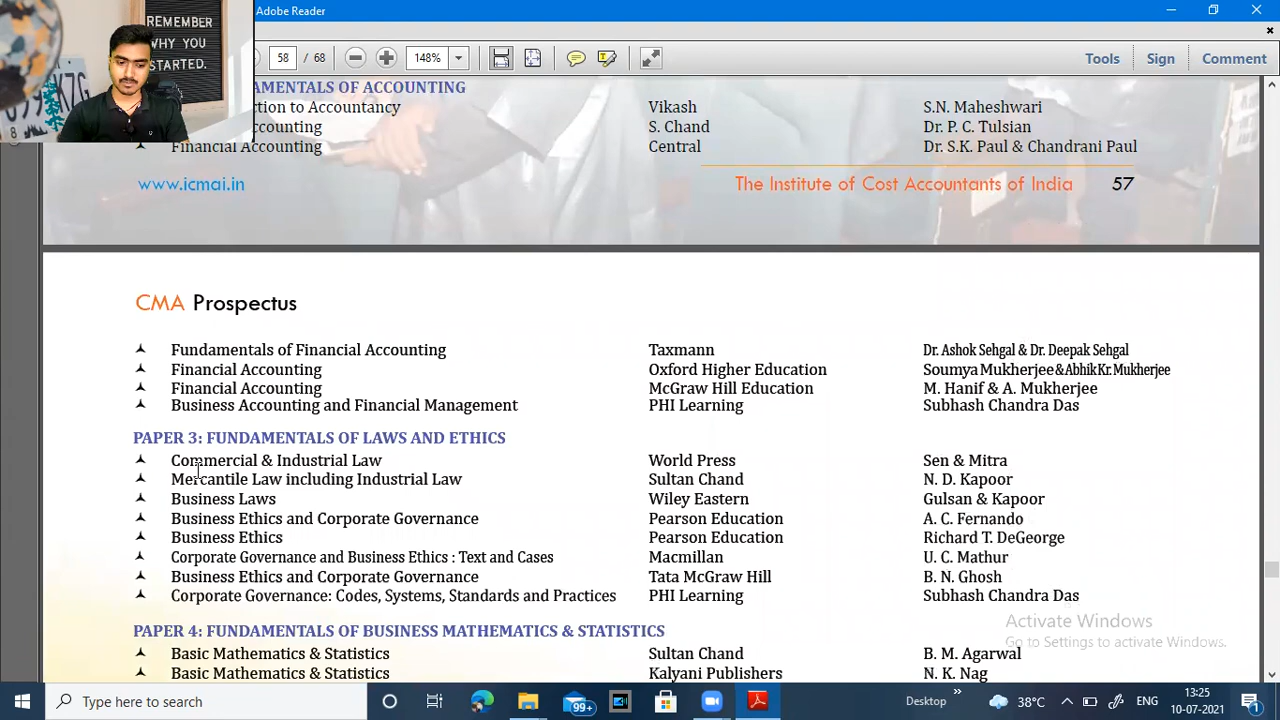 Adobe Reader
REMEMBER
WHY YOU
STARTED.
58 / 68
148%
Tools
Sign
Comment
AMENTALS OF ACCOUNTING
ction to Accountancy Vikash S.N. Maheshwari
ccounting S. Chand Dr. P. C. Tulsian
Financial Accounting Central Dr. S.K. Paul & Chandrani Paul
www.icmai.in The Institute of Cost Accountants of India 57
CMA Prospectus
Fundamentals of Financial Accounting Taxmann Dr. Ashok Sehgal & Dr. Deepak Sehgal
Financial Accounting Oxford Higher Education Soumya Mukherjee & Abhik Kr. Mukherjee
Financial Accounting McGraw Hill Education M. Hanif & A. Mukherjee
Business Accounting and Financial Management PHI Learning Subhash Chandra Das
PAPER 3: FUNDAMENTALS OF LAWS AND ETHICS
Commercial & Industrial Law World Press Sen & Mitra
Mercantile Law including Industrial Law Sultan Chand N. D. Kapoor
Business Laws Wiley Eastern Gulsan & Kapoor
Business Ethics and Corporate Governance Pearson Education A. C. Fernando
Business Ethics Pearson Education Richard T. DeGeorge
Corporate Governance and Business Ethics : Text and Cases Macmillan U. C. Mathur
Business Ethics and Corporate Governance Tata McGraw Hill B. N. Ghosh
Corporate Governance: Codes, Systems, Standards and Practices PHI Learning Subhash Chandra Das
Activate Windows
Go to Settings to activate Windows.
PAPER 4: FUNDAMENTALS OF BUSINESS MATHEMATICS & STATISTICS
Basic Mathematics & Statistics Sultan Chand B. M. Agarwal
Basic Mathematics & Statistics Kalyani Publishers N. K. Nag
Type here to search
99+
Desktop
38°C
ENG
13:25
10-07-2021
1